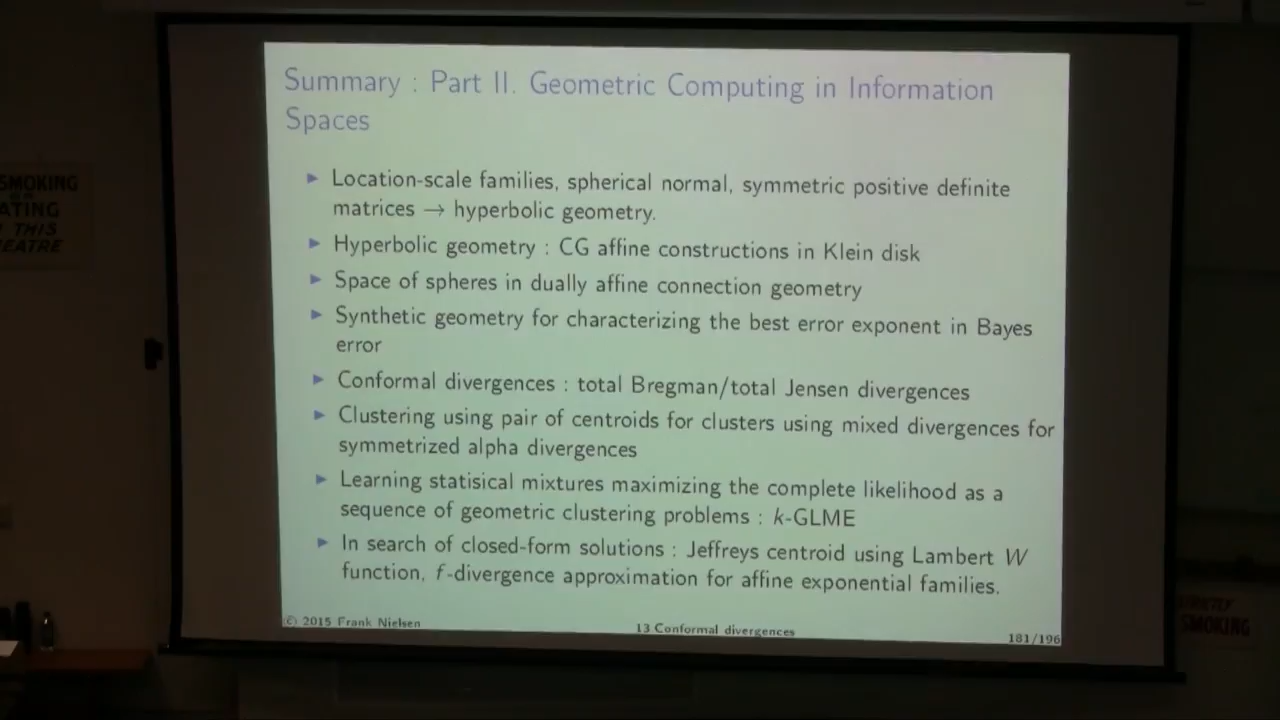 Summary : Part II. Geometric Computing in Information
Spaces
► Location-scale families, spherical normal, symmetric positive definite
matrices → hyperbolic geometry.
► Hyperbolic geometry : CG affine constructions in Klein disk
► Space of spheres in dually affine connection geometry
► Synthetic geometry for characterizing the best error exponent in Bayes
error
► Conformal divergences : total Bregman/total Jensen divergences
► Clustering using pair of centroids for clusters using mixed divergences for
symmetrized alpha divergences
► Learning statisical mixtures maximizing the complete likelihood as a
sequence of geometric clustering problems : k-GLME
► In search of closed-form solutions : Jeffreys centroid using Lambert W
function, f-divergence approximation for affine exponential families.
© 2015 Frank Nielsen
13 Conformal divergences
181/196
SMOKING
ATING
THIS
EATRE
SMOKING